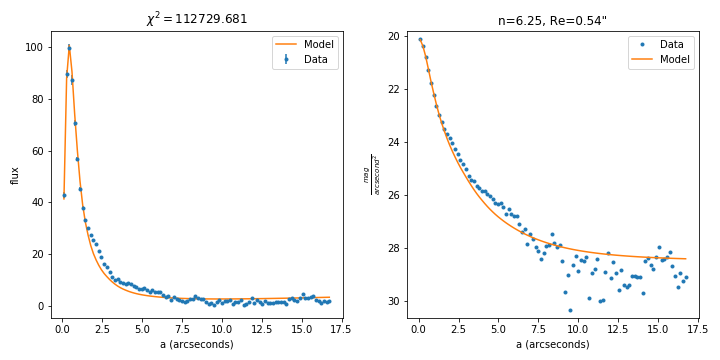 χ² = 112729.681
Model
Data
flux
100
80
60
40
20
0
0.0 2.5 5.0 7.5 10.0 12.5 15.0 17.5
a (arcseconds)
n=6.25, Re=0.54"
Data
Model
mag
arcsecond²
20
22
24
26
28
30
0.0 2.5 5.0 7.5 10.0 12.5 15.0 17.5
a (arcseconds)